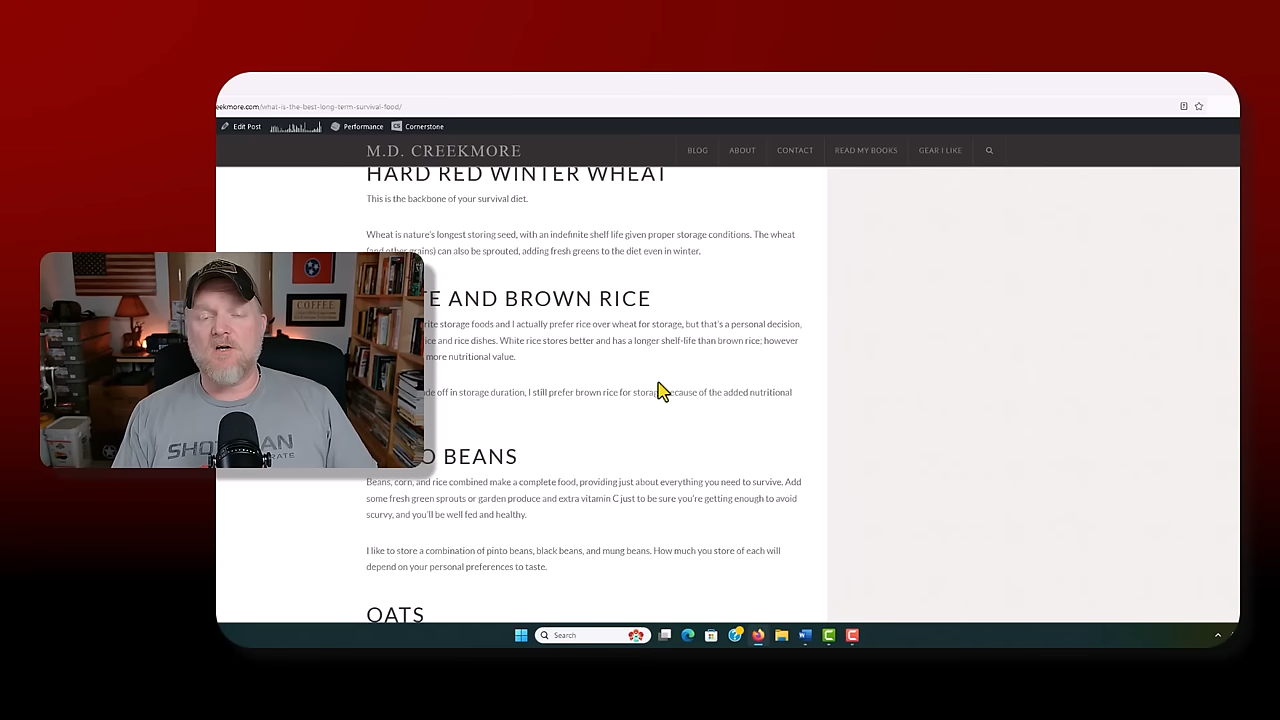 eekmore.com/what-is-the-best-long-term-survival-food/
Edit Post
Performance
Cornerstone
M.D. CREEKMORE
BLOG
ABOUT
CONTACT
READ MY BOOKS
GEAR I LIKE
HARD RED WINTER WHEAT
This is the backbone of your survival diet.
Wheat is nature's longest storing seed, with an indefinite shelf life given proper storage conditions. The wheat
(and other grains) can also be sprouted, adding fresh greens to the diet even in winter.
TE AND BROWN RICE
rite storage foods and I actually prefer rice over wheat for storage, but that's a personal decision,
ice and rice dishes. White rice stores better and has a longer shelf-life than brown rice; however
more nutritional value.
de off in storage duration, I still prefer brown rice for storage because of the added nutritional
O BEANS
Beans, corn, and rice combined make a complete food, providing just about everything you need to survive. Add
some fresh green sprouts or garden produce and extra vitamin C just to be sure you're getting enough to avoid
scurvy, and you'll be well fed and healthy.
I like to store a combination of pinto beans, black beans, and mung beans. How much you store of each will
depend on your personal preferences to taste.
OATS
COFFEE
Search